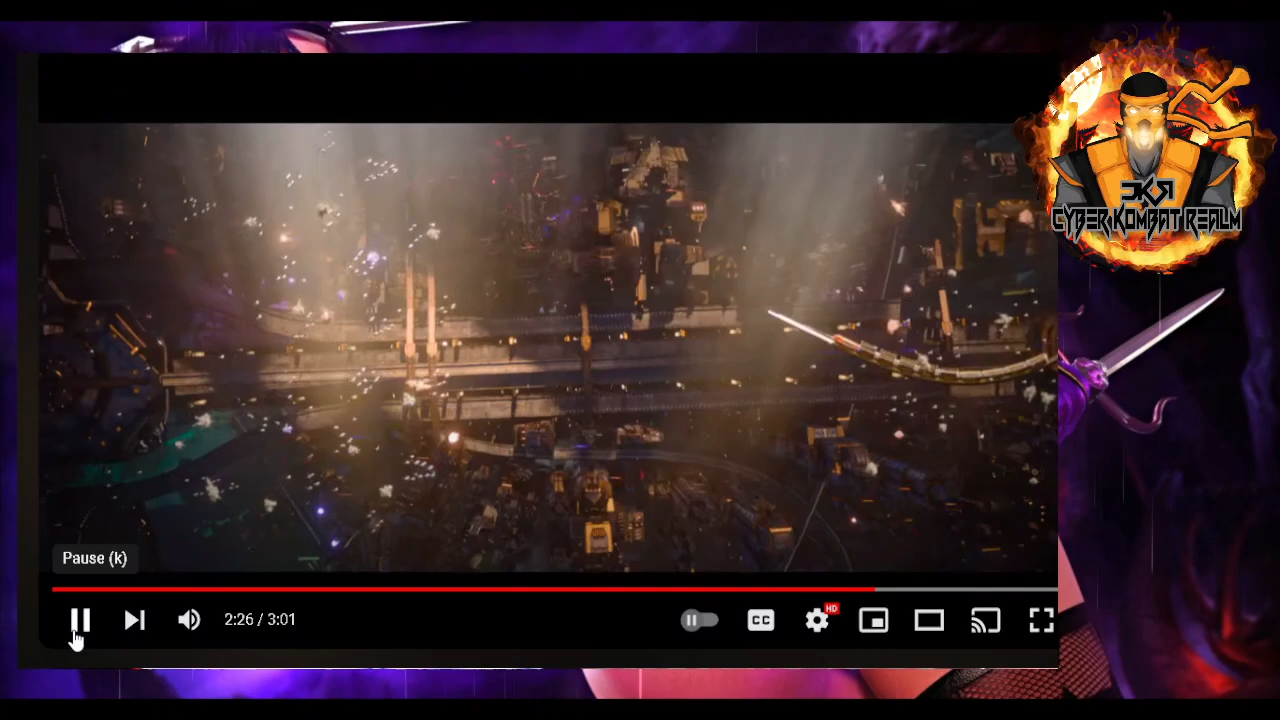 CKR
CYBER KOMBAT REALM
Pause (k)
2:26 / 3:01
CC
HD